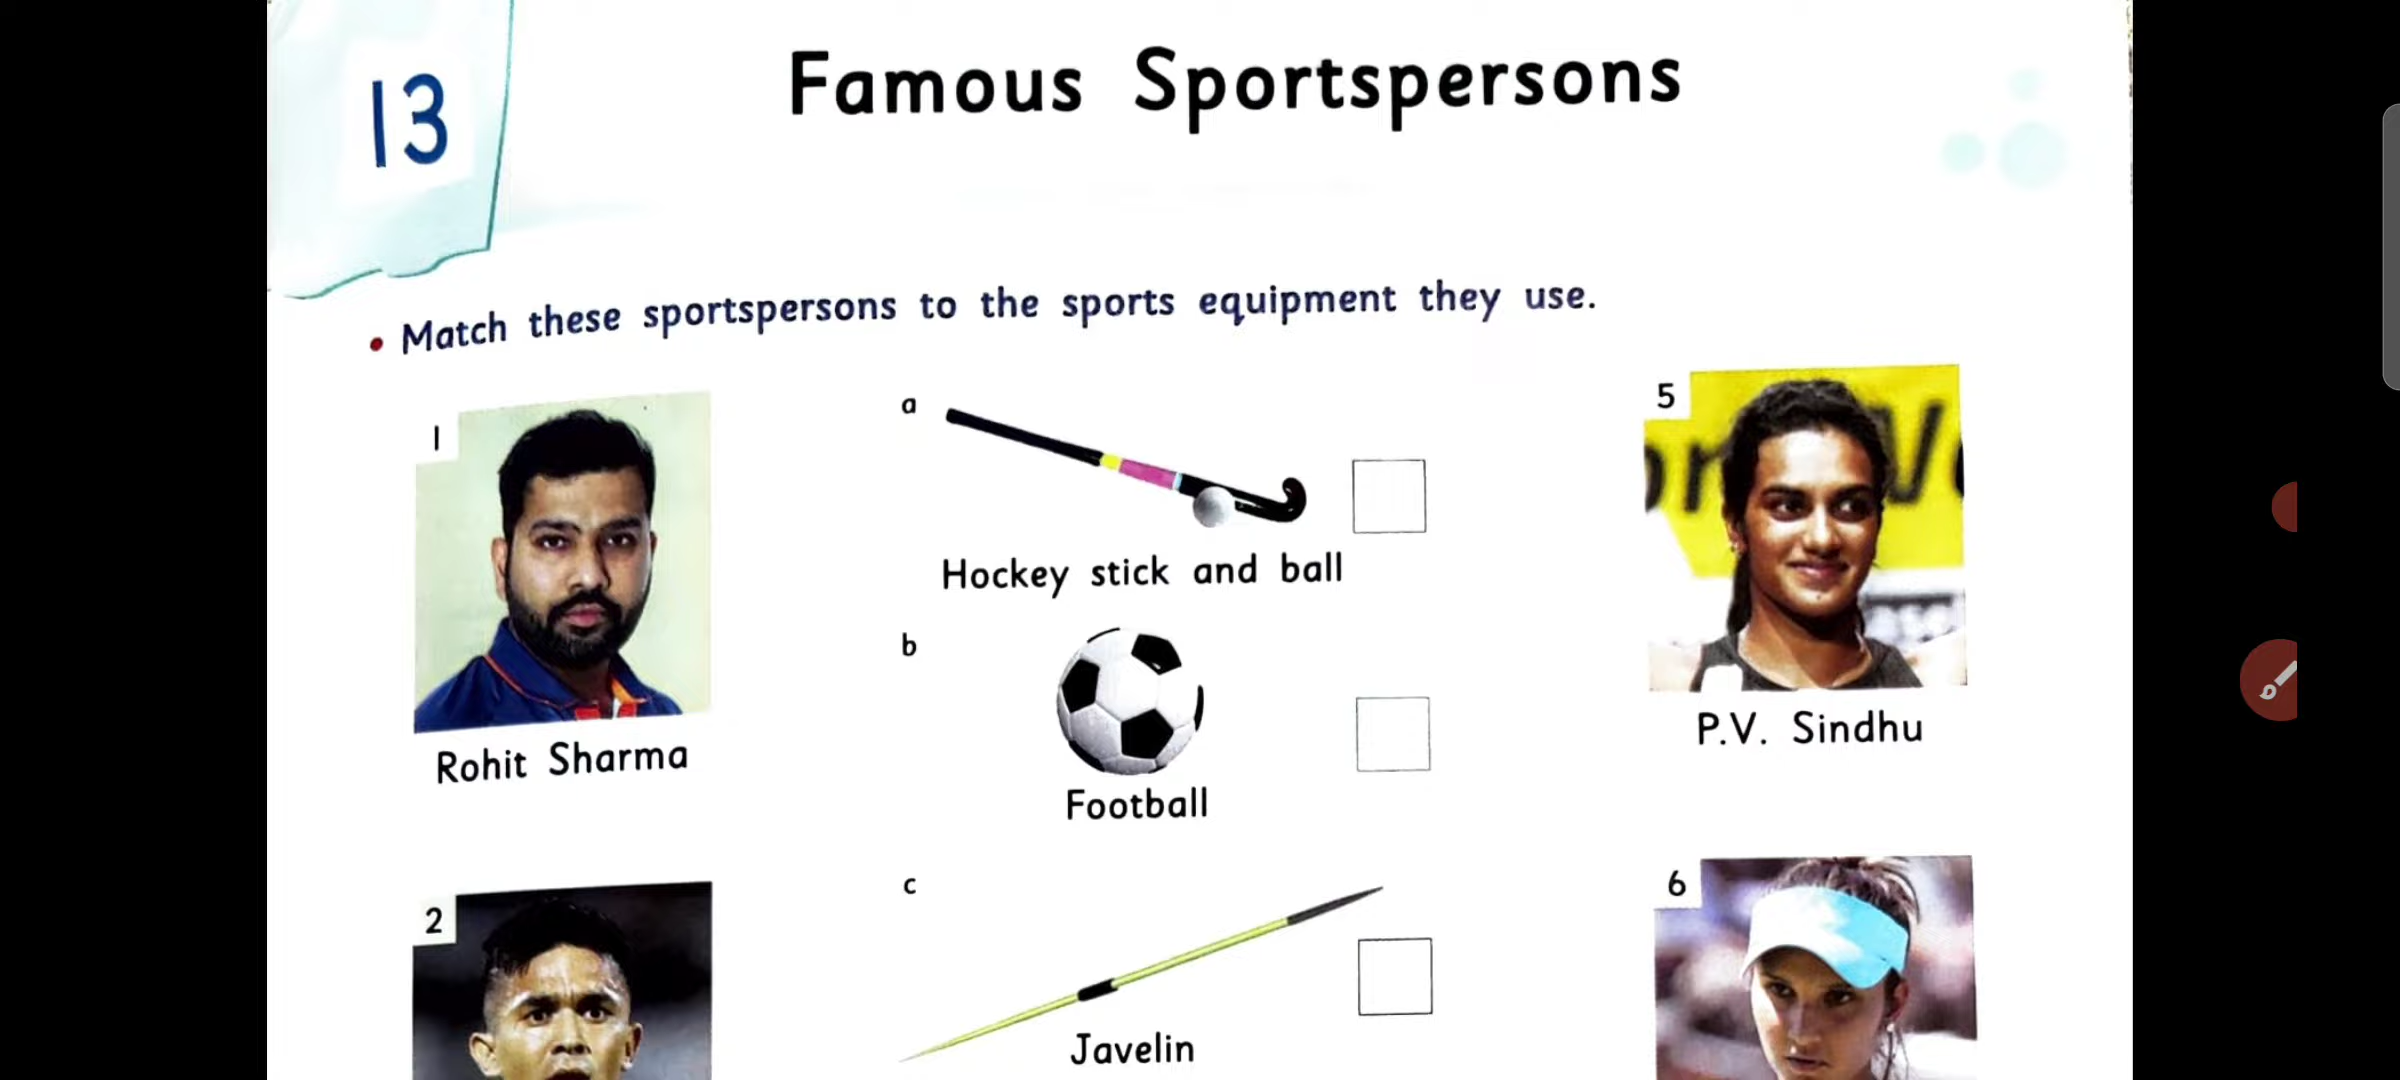 13
Famous Sportspersons
• Match these sportspersons to the sports equipment they use.
1
Rohit Sharma
2
a
Hockey stick and ball
b
Football
c
Javelin
5
P.V. Sindhu
6